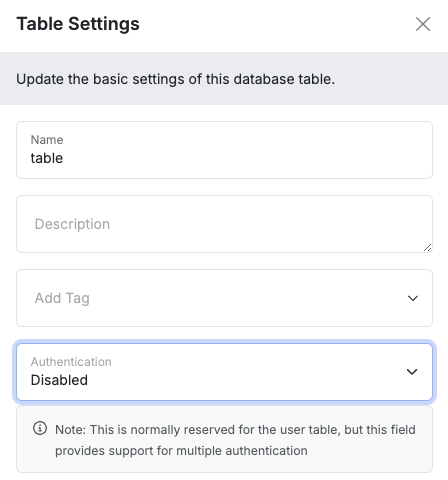 Table Settings
Update the basic settings of this database table.
Name
table
Description
Add Tag
Authentication
Disabled
Note: This is normally reserved for the user table, but this field
provides support for multiple authentication